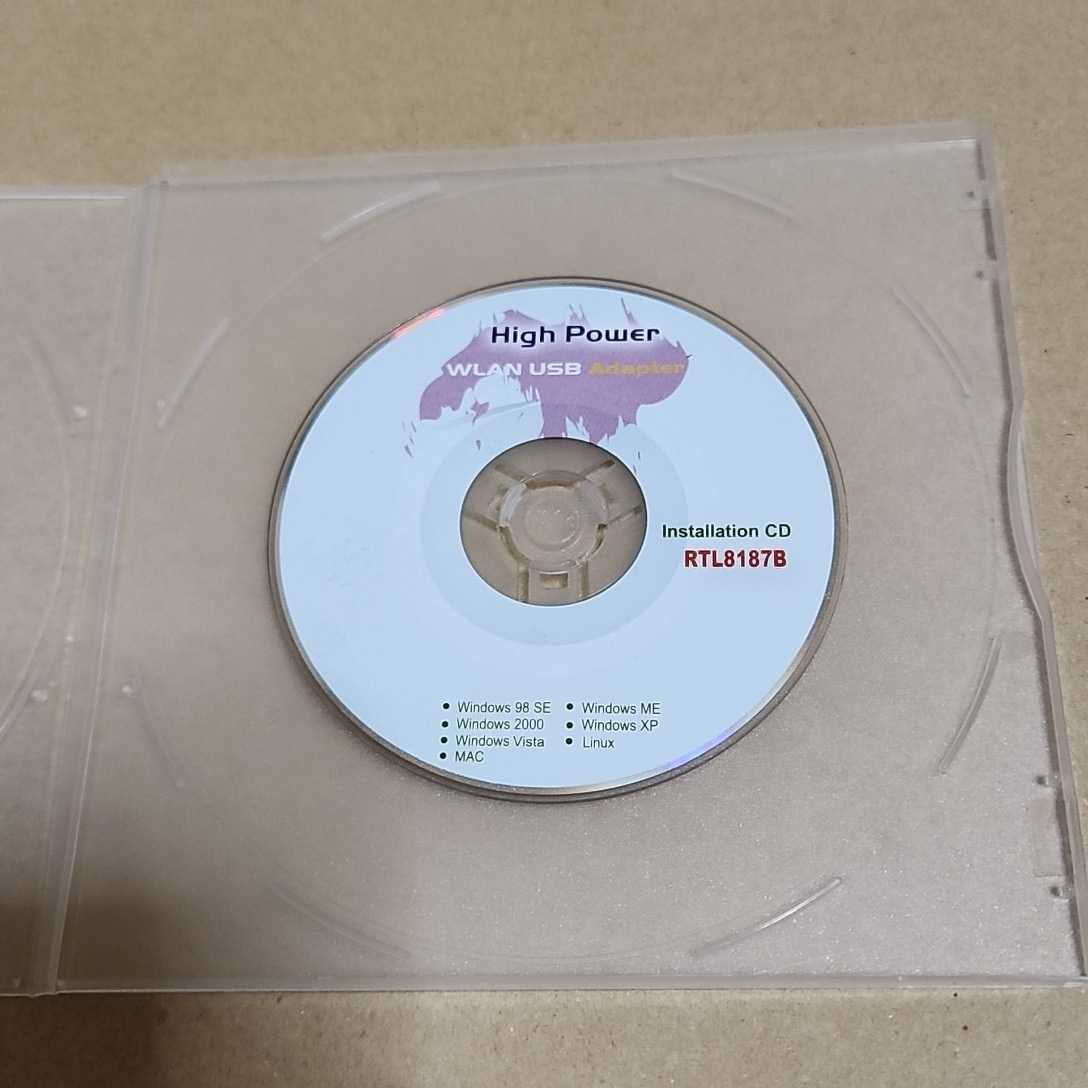 High Power
WLAN USB Adapter
Installation CD
RTL8187B
• Windows 98 SE • Windows ME
• Windows 2000 • Windows XP
• Windows Vista • Linux
• MAC